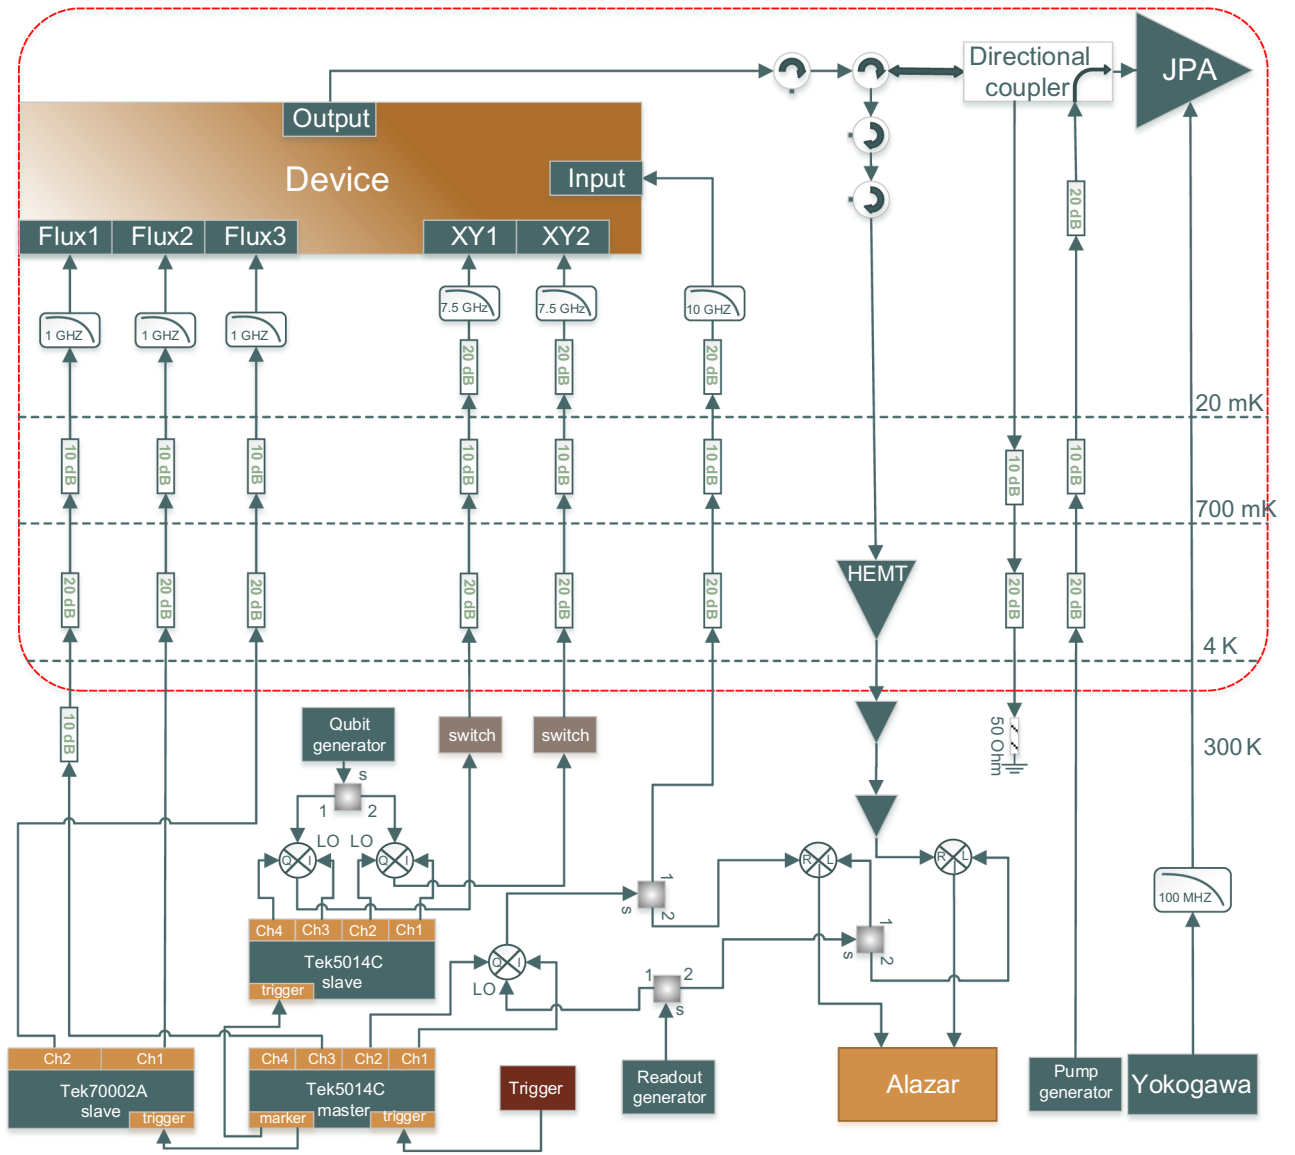 Directional
coupler
JPA
Output
Device
Input
20 dB
Flux1
Flux2
Flux3
XY1
XY2
1 GHZ
1 GHZ
1 GHZ
7.5 GHz
7.5 GHz
10 GHZ
20 dB
20 dB
20 dB
20 mK
10 dB
10 dB
10 dB
10 dB
10 dB
10 dB
10 dB
10 dB
700 mK
HEMT
20 dB
20 dB
20 dB
20 dB
20 dB
20 dB
20 dB
20 dB
4 K
10 dB
Qubit
generator
switch
switch
50 Ohm
300 K
s
1
2
LO
LO
Q
I
Q
I
R
L
R
L
1
s
2
100 MHZ
Ch4
Ch3
Ch2
Ch1
Tek5014C
slave
trigger
Q
I
LO
1
2
s
1
s
2
Ch2
Ch1
Tek70002A
slave
trigger
Ch4
Ch3
Ch2
Ch1
Tek5014C
master
marker
trigger
Trigger
Readout
generator
Alazar
Pump
generator
Yokogawa